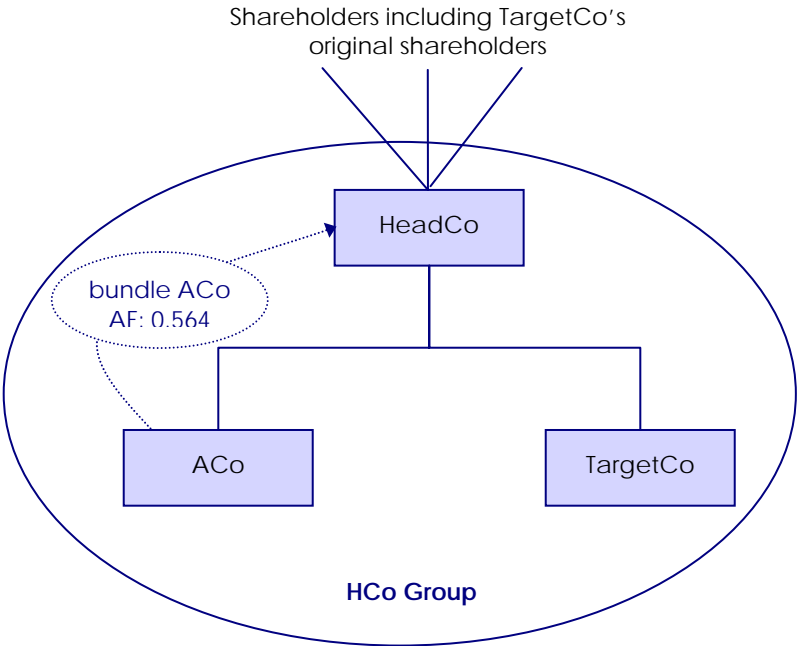 Shareholders including TargetCo's
original shareholders
HeadCo
bundle ACo
AF: 0.564
ACo
TargetCo
HCo Group